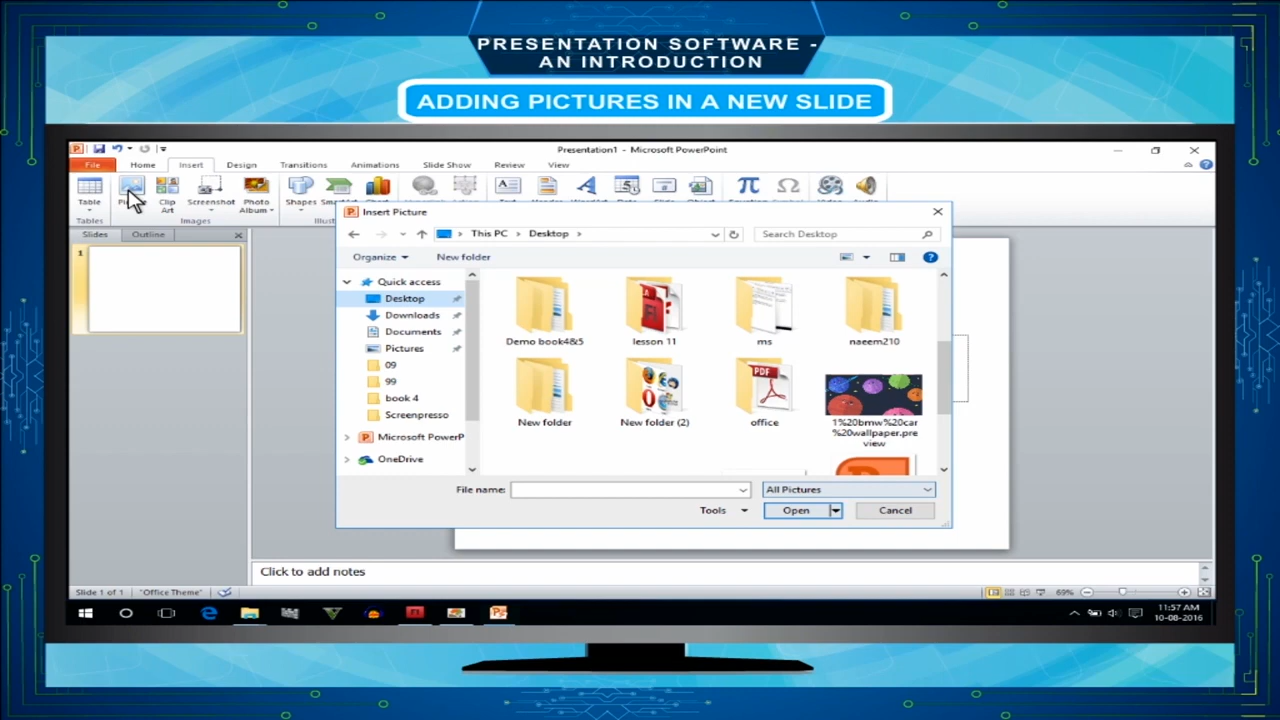 PRESENTATION SOFTWARE -
AN INTRODUCTION
ADDING PICTURES IN A NEW SLIDE
Presentation1 - Microsoft PowerPoint
File Home Insert Design Transitions Animations Slide Show Review View
Table Clip Art Screenshot Photo Album Shapes
Tables Images
Slides Outline
1
Insert Picture
This PC > Desktop >
Search Desktop
Organize New folder
Quick access
Desktop
Downloads
Documents
Pictures
09
99
book 4
Screenpresso
Microsoft PowerP
OneDrive
Demo book4&5 lesson 11 ms naeem210
PDF
New folder New folder (2) office 1%20bmw%20car
%20wallpaper.pre
view
File name: All Pictures
Tools Open Cancel
Click to add notes
Slide 1 of 1 "Office Theme" 69%
11:57 AM
10-08-2016